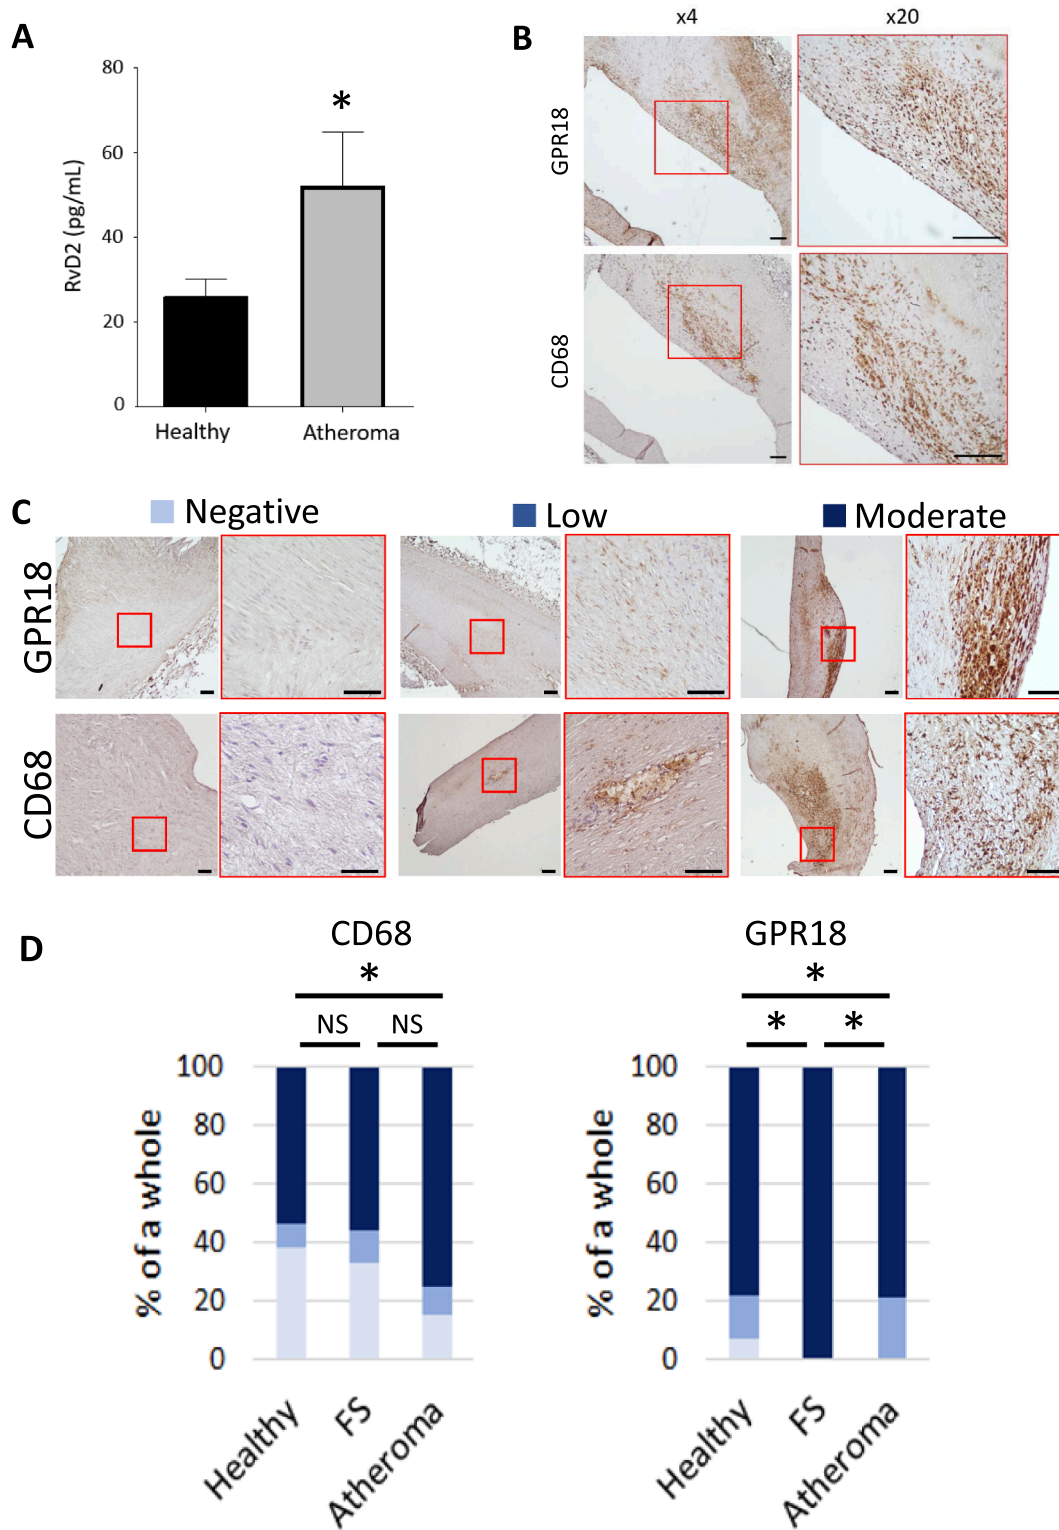 A
80
60
40
20
0
RvD2 (pg/mL)
*
Healthy
Atheroma
B
x4
x20
GPR18
CD68
C
Negative
Low
Moderate
GPR18
CD68
D
CD68
*
NS
NS
100
80
60
40
20
0
% of a whole
Healthy
FS
Atheroma
GPR18
*
*
*
100
80
60
40
20
0
% of a whole
Healthy
FS
Atheroma